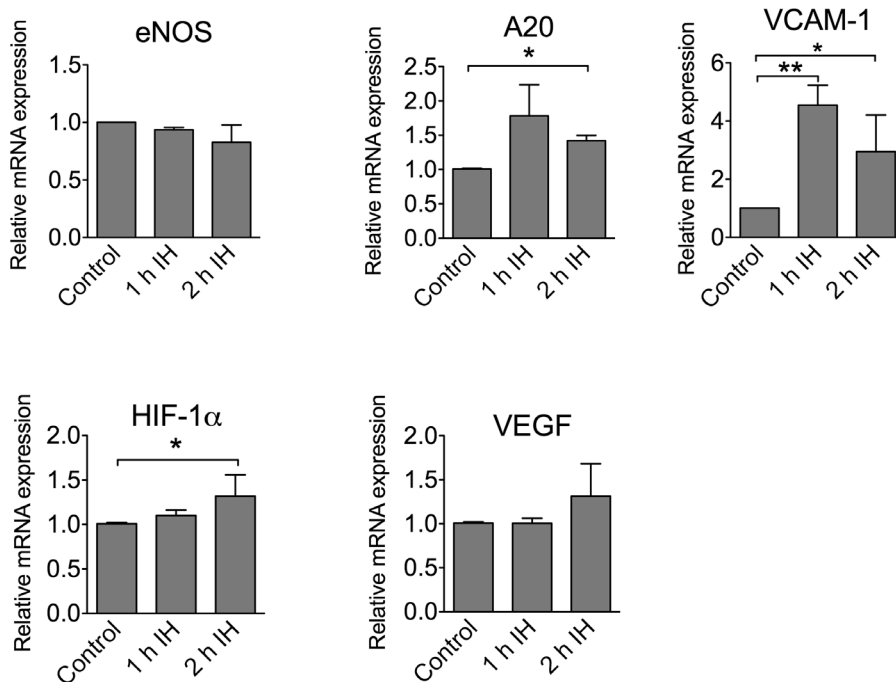 eNOS
Relative mRNA expression
1.5
1.0
0.5
0.0
Control
1 h IH
2 h IH
A20
*
Relative mRNA expression
2.5
2.0
1.5
1.0
0.5
0.0
Control
1 h IH
2 h IH
VCAM-1
*
**
Relative mRNA expression
6
4
2
0
Control
1 h IH
2 h IH
HIF-1α
*
Relative mRNA expression
2.0
1.5
1.0
0.5
0.0
Control
1 h IH
2 h IH
VEGF
Relative mRNA expression
2.0
1.5
1.0
0.5
0.0
Control
1 h IH
2 h IH